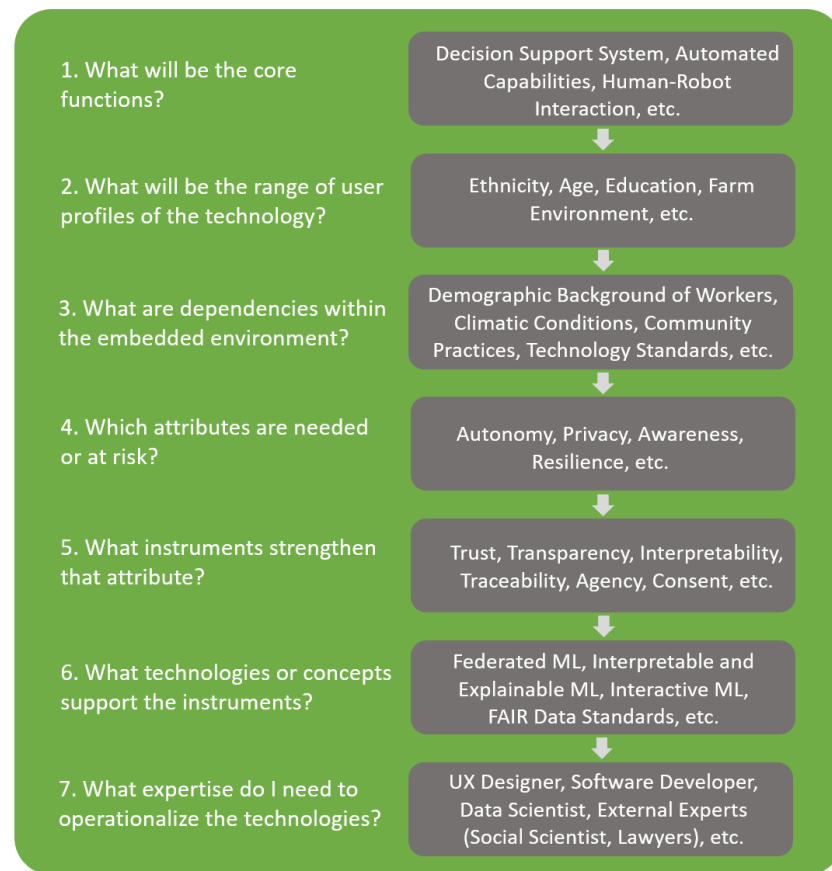 1. What will be the core
functions?
Decision Support System, Automated
Capabilities, Human-Robot
Interaction, etc.
2. What will be the range of user
profiles of the technology?
Ethnicity, Age, Education, Farm
Environment, etc.
3. What are dependencies within
the embedded environment?
Demographic Background of Workers,
Climatic Conditions, Community
Practices, Technology Standards, etc.
4. Which attributes are needed
or at risk?
Autonomy, Privacy, Awareness,
Resilience, etc.
5. What instruments strengthen
that attribute?
Trust, Transparency, Interpretability,
Traceability, Agency, Consent, etc.
6. What technologies or concepts
support the instruments?
Federated ML, Interpretable and
Explainable ML, Interactive ML,
FAIR Data Standards, etc.
7. What expertise do I need to
operationalize the technologies?
UX Designer, Software Developer,
Data Scientist, External Experts
(Social Scientist, Lawyers), etc.